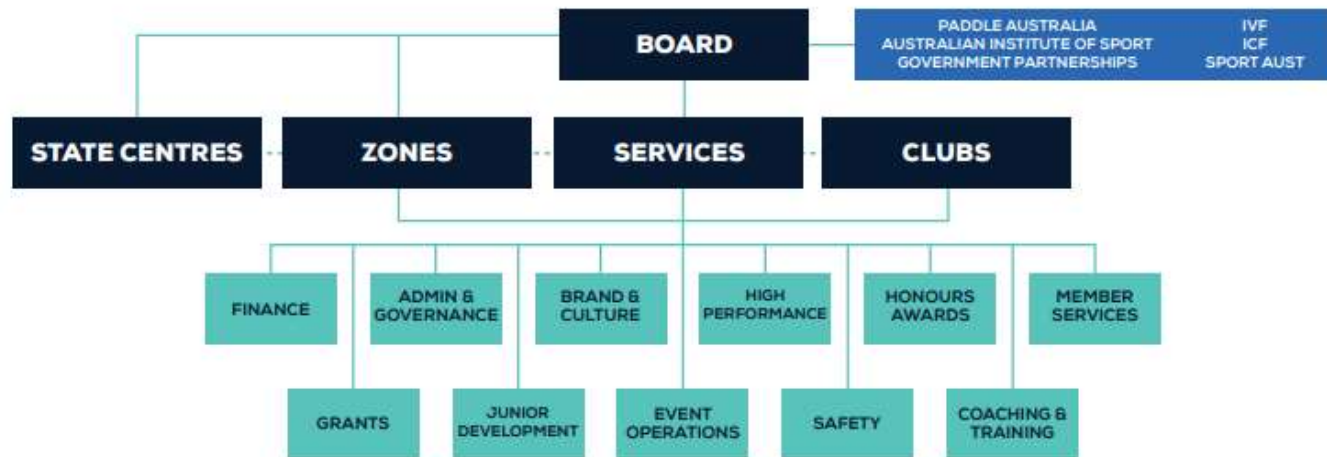 BOARD
PADDLE AUSTRALIA IVF
AUSTRALIAN INSTITUTE OF SPORT ICF
GOVERNMENT PARTNERSHIPS SPORT AUST
STATE CENTRES
ZONES
SERVICES
CLUBS
FINANCE
ADMIN &
GOVERNANCE
BRAND &
CULTURE
HIGH
PERFORMANCE
HONOURS
AWARDS
MEMBER
SERVICES
GRANTS
JUNIOR
DEVELOPMENT
EVENT
OPERATIONS
SAFETY
COACHING &
TRAINING